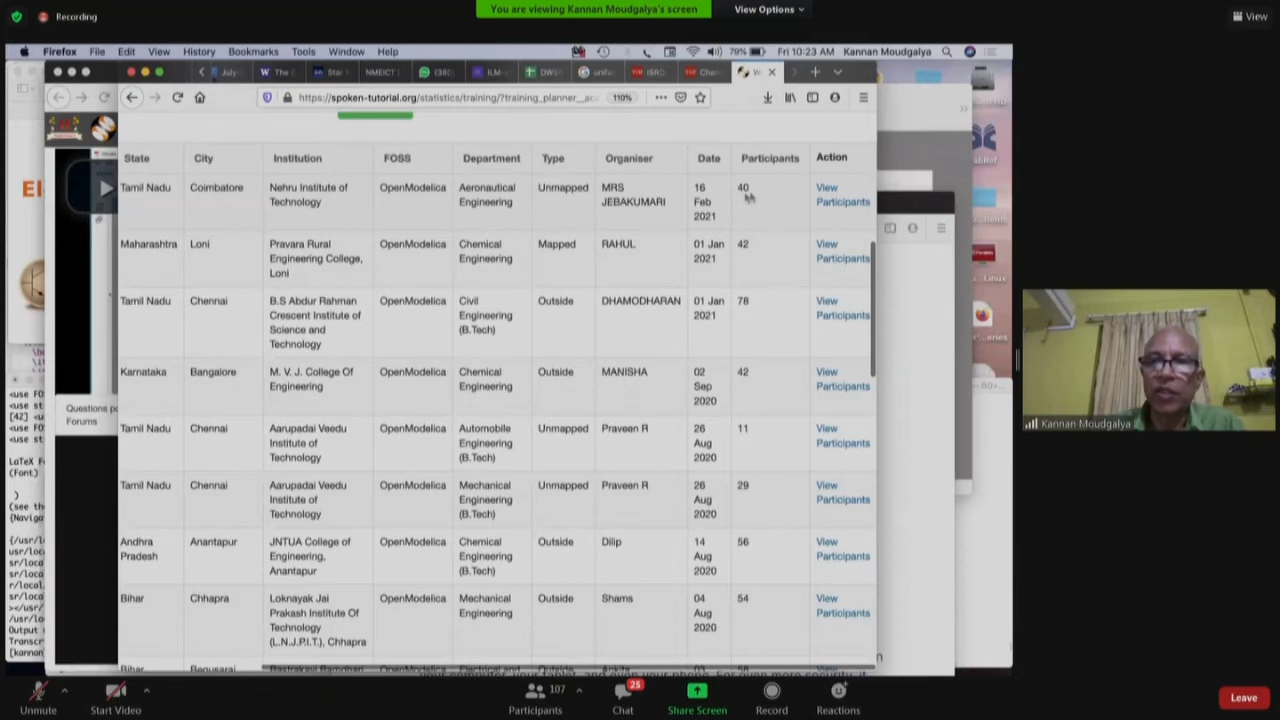 Recording
You are viewing Kannan Moudgalya's screen
View Options
View
Firefox File Edit View History Bookmarks Tools Window Help
79%
Fri 10:23 AM Kannan Moudgalya
July
NMEICT
ILM-
https://spoken-tutorial.org/statistics/training/?training_planner__ac
110%
State City Institution FOSS Department Type Organiser Date Participants Action
Tamil Nadu Coimbatore Nehru Institute of OpenModelica Aeronautical Unmapped MRS 16 40 View
Technology Engineering JEBAKUMARI Feb Participants
2021
Maharashtra Loni Pravara Rural OpenModelica Chemical Mapped RAHUL 01 Jan 42 View
Engineering College, Engineering 2021 Participants
Loni
Tamil Nadu Chennai B.S Abdur Rahman OpenModelica Civil Outside DHAMODHARAN 01 Jan 78 View
Crescent Institute of Engineering 2021 Participants
Science and (B.Tech)
Technology
Karnataka Bangalore M. V. J. College Of OpenModelica Chemical Outside MANISHA 02 42 View
Engineering Engineering Sep Participants
2020
Tamil Nadu Chennai Aarupadai Veedu OpenModelica Automobile Unmapped Praveen R 26 11 View
Institute of Engineering Aug Participants
Technology (B.Tech) 2020
Tamil Nadu Chennai Aarupadai Veedu OpenModelica Mechanical Unmapped Praveen R 26 29 View
Institute of Engineering Aug Participants
Technology (B.Tech) 2020
Andhra Anantapur JNTUA College of OpenModelica Chemical Outside Dilip 14 56 View
Pradesh Engineering, Engineering Aug Participants
Anantapur (B.Tech) 2020
Bihar Chhapra Loknayak Jai OpenModelica Mechanical Outside Shams 04 54 View
Prakash Institute Of Engineering Aug Participants
Technology 2020
(L.N.J.P.I.T.), Chhapra
Questions
Forums
LaTeX
(Font)
Kannan Moudgalya
Unmute
Start Video
107
Participants
25
Chat
Share Screen
Record
Reactions
Leave